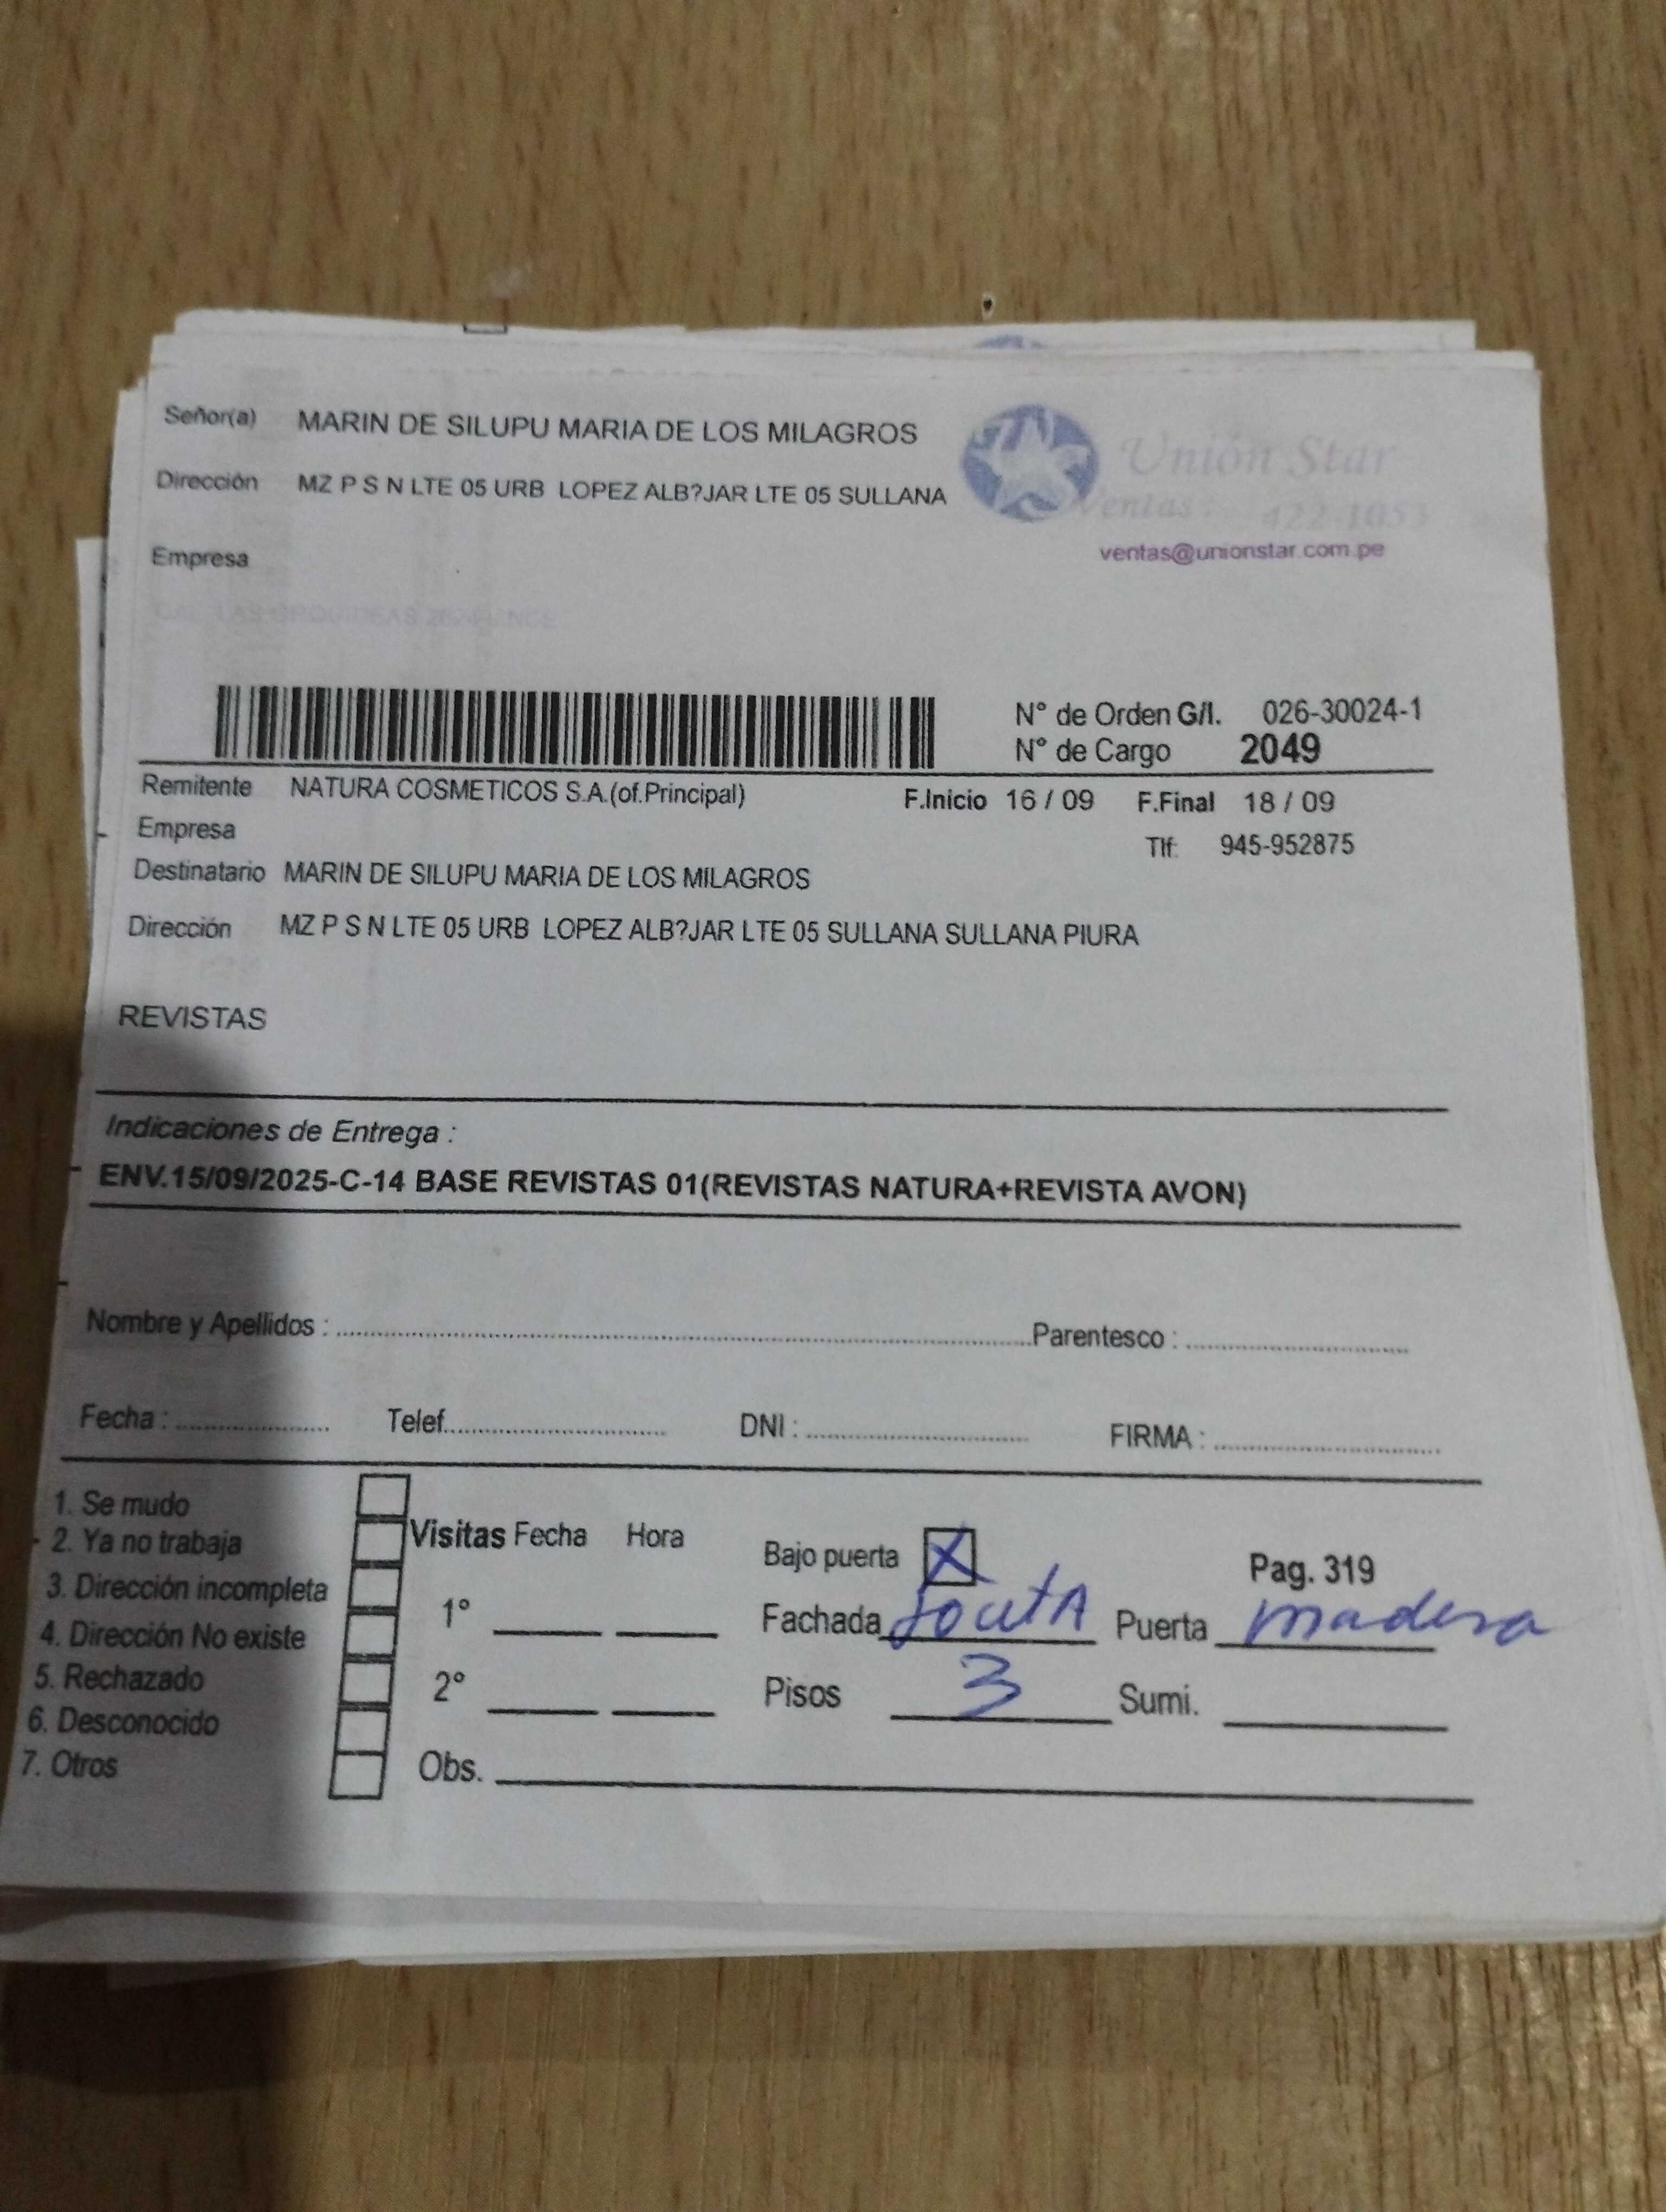 Señor(a) MARIN DE SILUPU MARIA DE LOS MILAGROS
Unión Star
Dirección MZ P S N LTE 05 URB LOPEZ ALB?JAR LTE 05 SULLANA
Ventas: 422-1053
ventas@unionstar.com.pe
Empresa
N° de Orden G/I. 026-30024-1
N° de Cargo 2049
Remitente NATURA COSMETICOS S.A.(of.Principal) F.Inicio 16 / 09 F.Final 18 / 09
Empresa Tlf: 945-952875
Destinatario MARIN DE SILUPU MARIA DE LOS MILAGROS
Dirección MZ P S N LTE 05 URB LOPEZ ALB?JAR LTE 05 SULLANA SULLANA PIURA
REVISTAS
Indicaciones de Entrega :
ENV.15/09/2025-C-14 BASE REVISTAS 01(REVISTAS NATURA+REVISTA AVON)
Nombre y Apellidos : Parentesco :
Fecha : Telef. DNI : FIRMA :
1. Se mudo
2. Ya no trabaja
3. Dirección incompleta
4. Dirección No existe
5. Rechazado
6. Desconocido
7. Otros
Visitas Fecha Hora
1°
2°
Obs.
Bajo puerta X Pag. 319
Fachada Puerta madera
Pisos 3 Sumi.